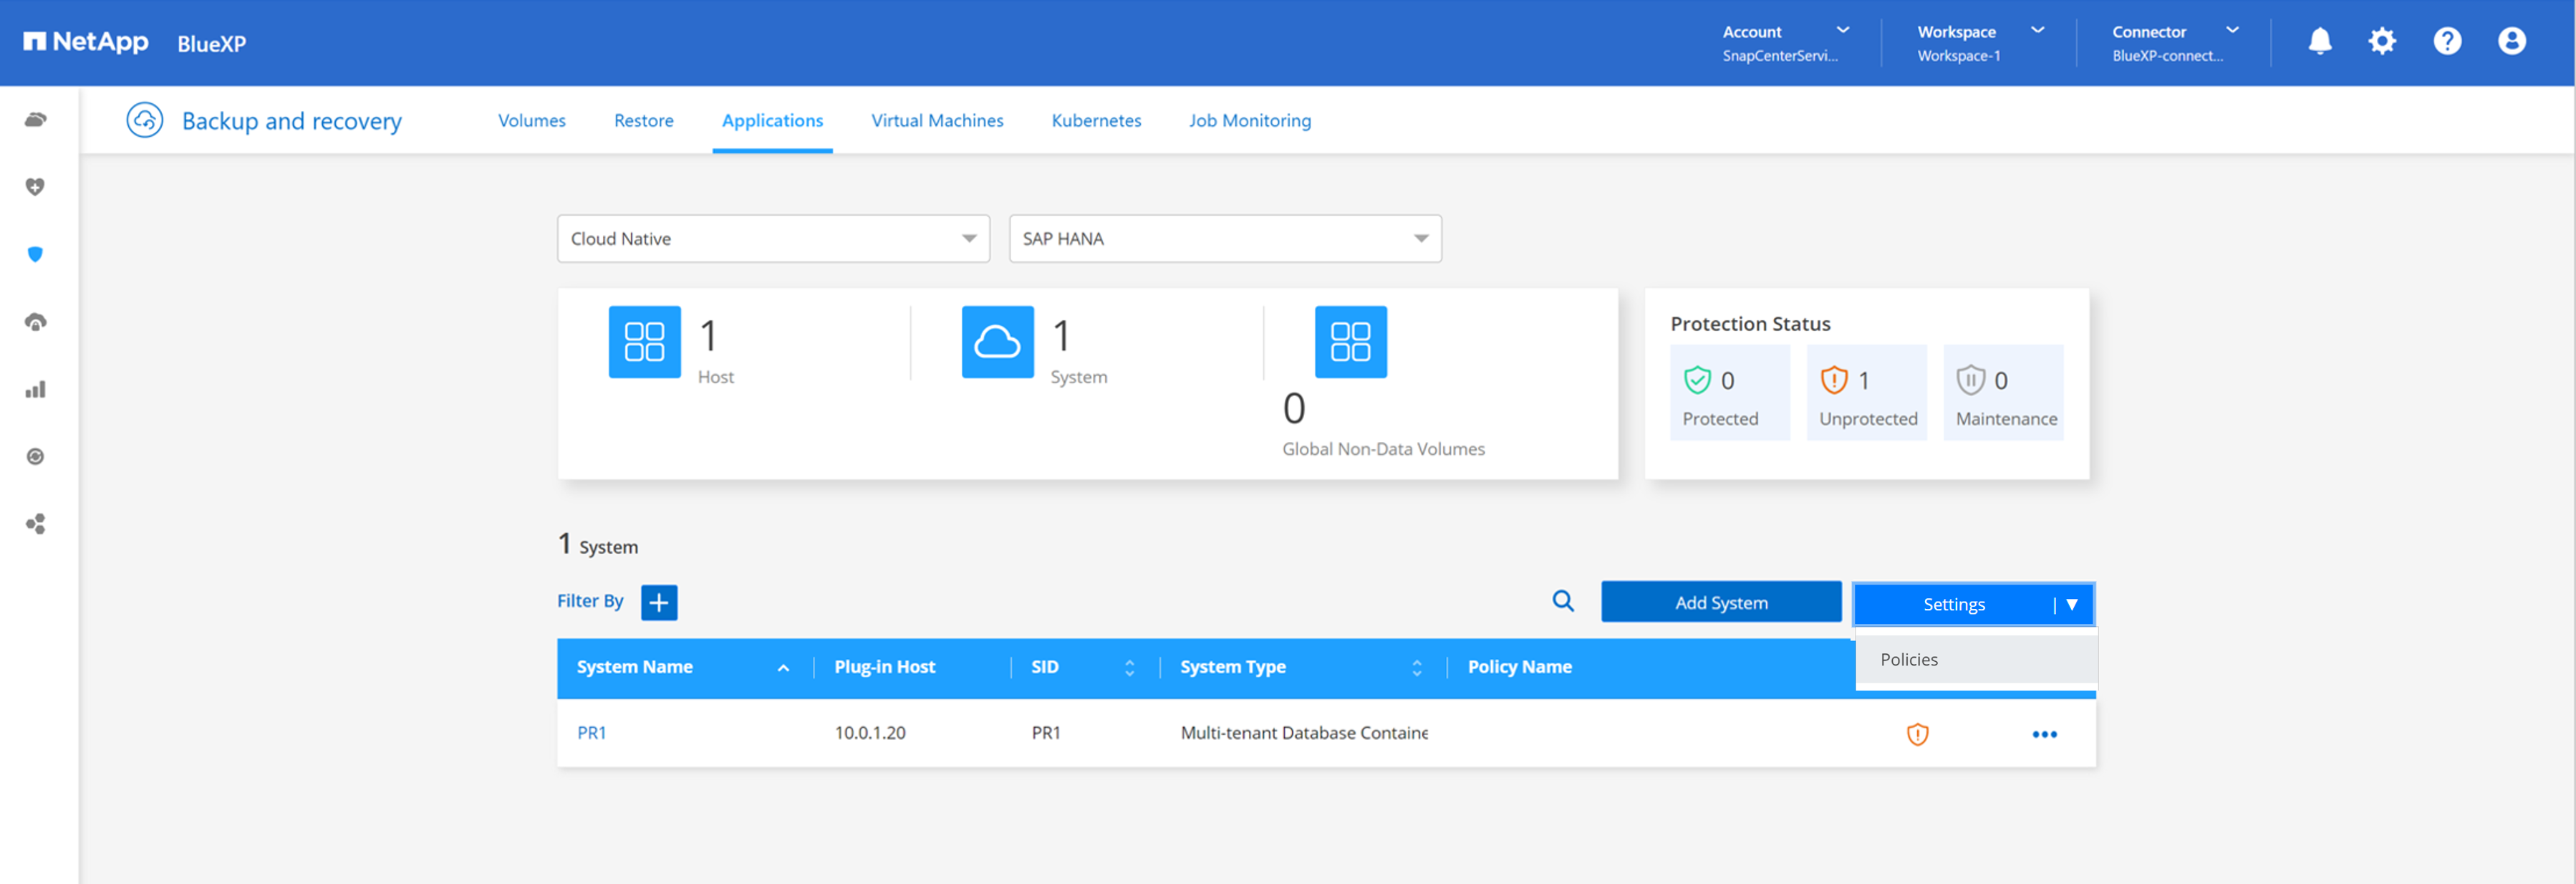 NetApp BlueXP
Account
SnapCenterServi...
Workspace
Workspace-1
Connector
BlueXP-connect...
Backup and recovery
Volumes Restore Applications Virtual Machines Kubernetes Job Monitoring
Cloud Native
SAP HANA
1
Host
1
System
0
Global Non-Data Volumes
Protection Status
0
Protected
1
Unprotected
0
Maintenance
1 System
Filter By
Add System
Settings
Policies
System Name Plug-in Host SID System Type Policy Name
PR1 10.0.1.20 PR1 Multi-tenant Database Containe